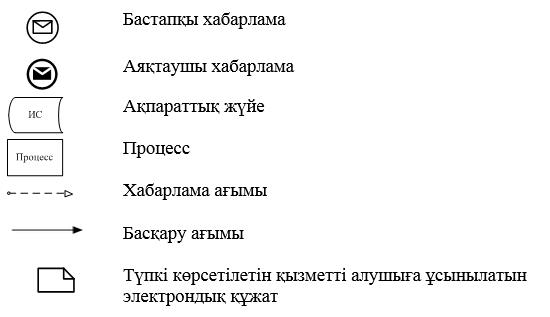 Бастапқы хабарлама
Аяқтаушы хабарлама
ИС
Ақпараттық жүйе
Процесс
Процесс
Хабарлама ағымы
Басқару ағымы
Түпкі көрсетілетін қызметті алушыға ұсынылатын
электрондық құжат